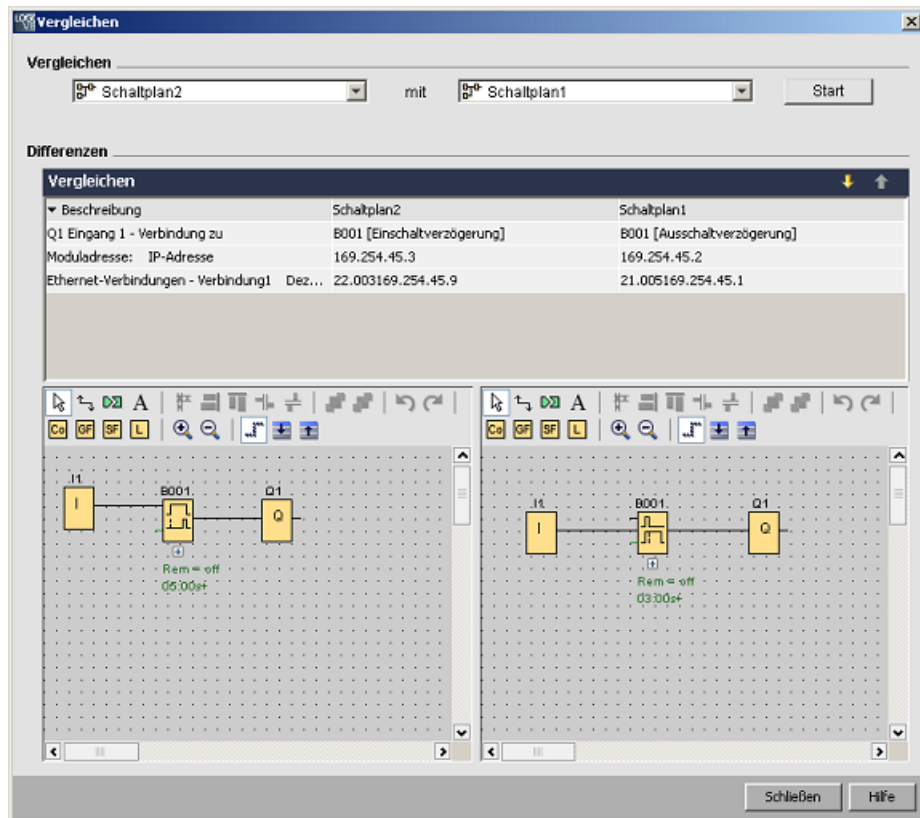 Vergleichen
Vergleichen
Schaltplan2 mit Schaltplan1 Start
Differenzen
Vergleichen
Beschreibung Schaltplan2 Schaltplan1
Q1 Eingang 1 - Verbindung zu B001 [Einschaltverzögerung] B001 [Ausschaltverzögerung]
Moduladresse: IP-Adresse 169.254.45.3 169.254.45.2
Ethernet-Verbindungen - Verbindung1 Dez... 22.003169.254.45.9 21.005169.254.45.1
A
Co GF SF L
I1
B001
Q1
I
Q
Rem = off
05:00s+
A
Co GF SF L
I1
B001
Q1
I
Q
Rem = off
03:00s+
Schließen Hilfe